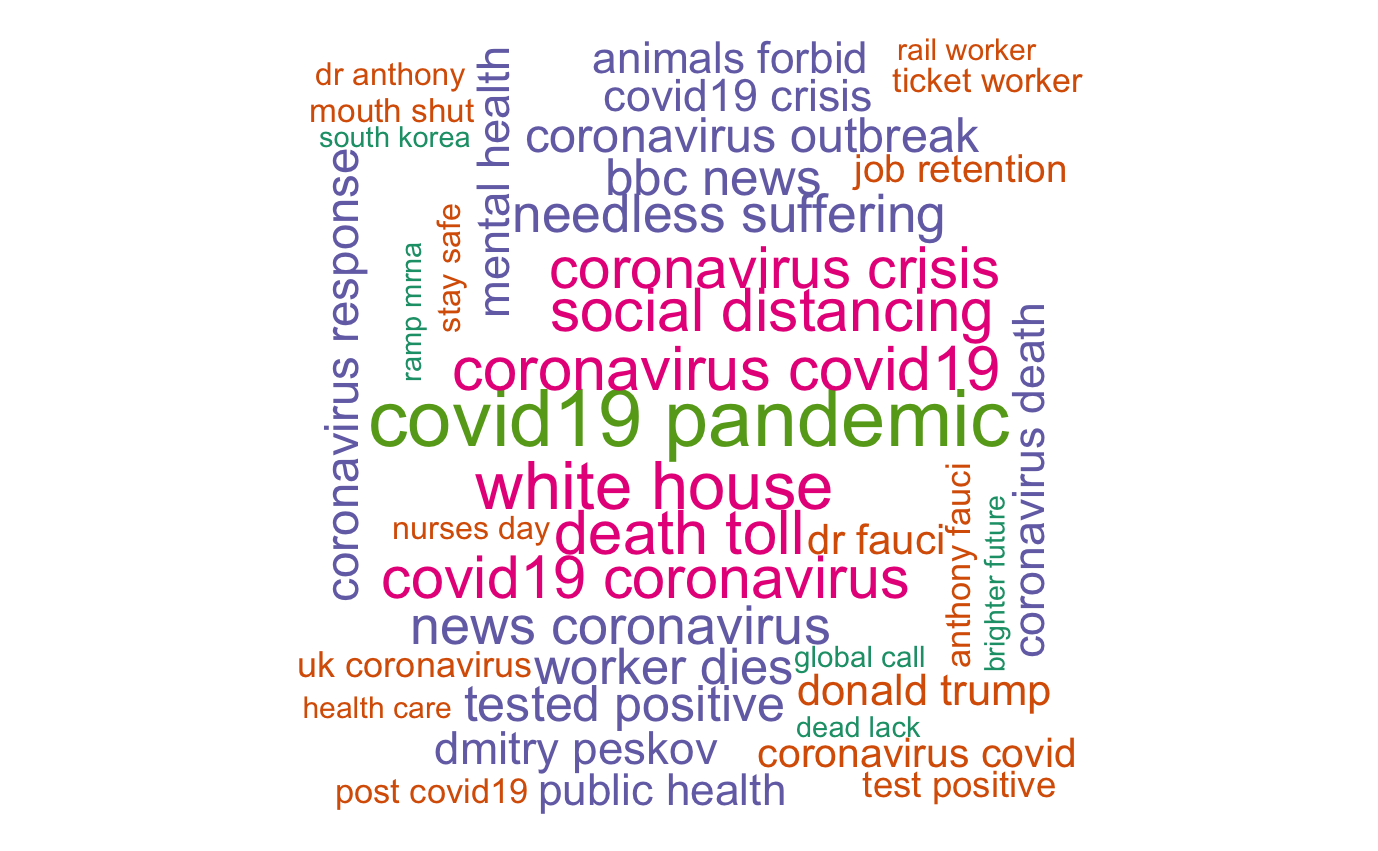 animals forbid
rail worker
dr anthony
ticket worker
covid19 crisis
mouth shut
south korea
coronavirus outbreak
mental health
job retention
bbc news
needless suffering
coronavirus response
stay safe
ramp mrna
coronavirus crisis
social distancing
coronavirus covid19
covid19 pandemic
coronavirus death
white house
nurses day
death toll
dr fauci
anthony fauci
brighter future
covid19 coronavirus
news coronavirus
uk coronavirus
worker dies
global call
donald trump
health care
tested positive
dead lack
dmitry peskov
coronavirus covid
post covid19
public health
test positive